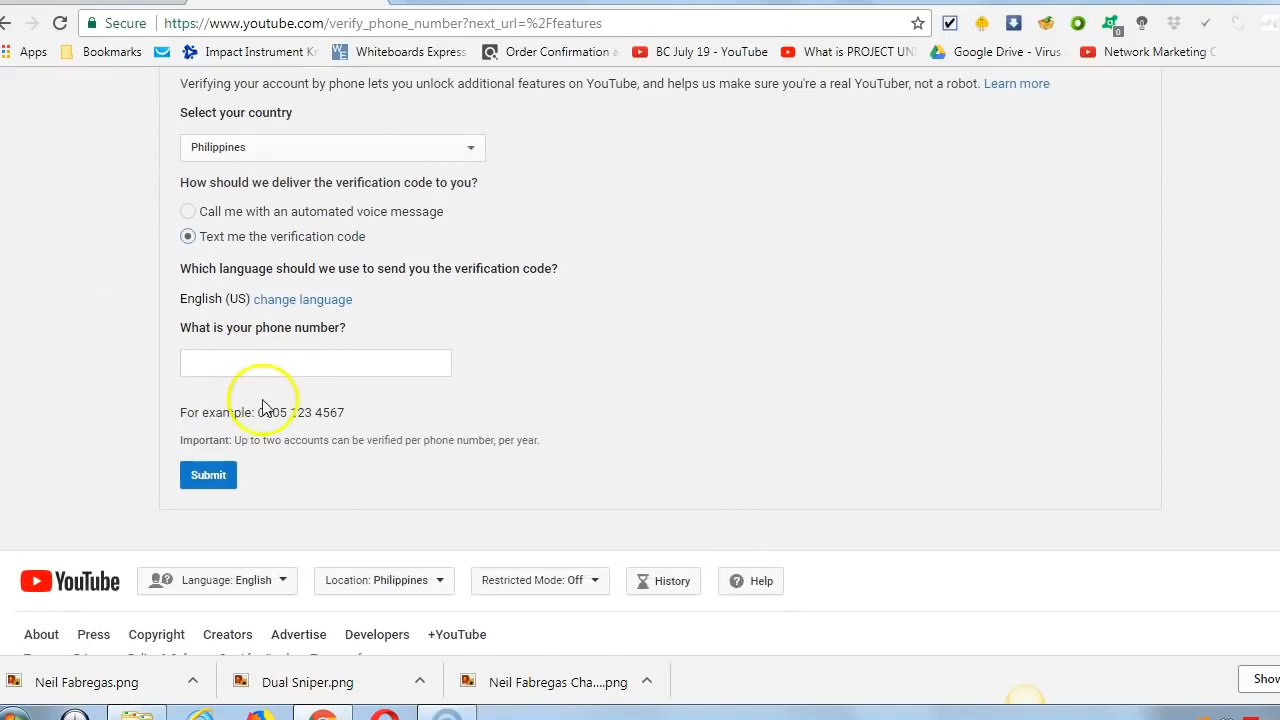 Secure https://www.youtube.com/verify_phone_number?next_url=%2Ffeatures
Apps Bookmarks Impact Instrument Kr Whiteboards Express Order Confirmation a BC July 19 - YouTube What is PROJECT UNI Google Drive - Virus Network Marketing C
0
Verifying your account by phone lets you unlock additional features on YouTube, and helps us make sure you're a real YouTuber, not a robot. Learn more
Select your country
Philippines
How should we deliver the verification code to you?
Call me with an automated voice message
Text me the verification code
Which language should we use to send you the verification code?
English (US) change language
What is your phone number?
For example: 123 4567
Important: Up to two accounts can be verified per phone number, per year.
Submit
YouTube Language: English Location: Philippines Restricted Mode: Off History Help
About Press Copyright Creators Advertise Developers +YouTube
Neil Fabregas.png Dual Sniper.png Neil Fabregas Cha....png Show